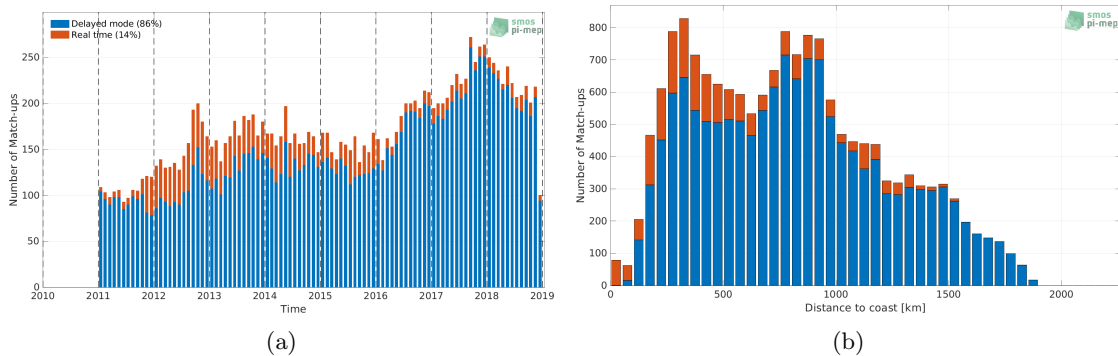 Delayed mode (86%)
Real time (14%)
smos
pi-mep
Number of Match-ups
250
200
150
100
50
0
2010 2011 2012 2013 2014 2015 2016 2017 2018 2019
Time
(a)
smos
pi-mep
Number of Match-ups
800
700
600
500
400
300
200
100
0
0 500 1000 1500 2000
Distance to coast [km]
(b)